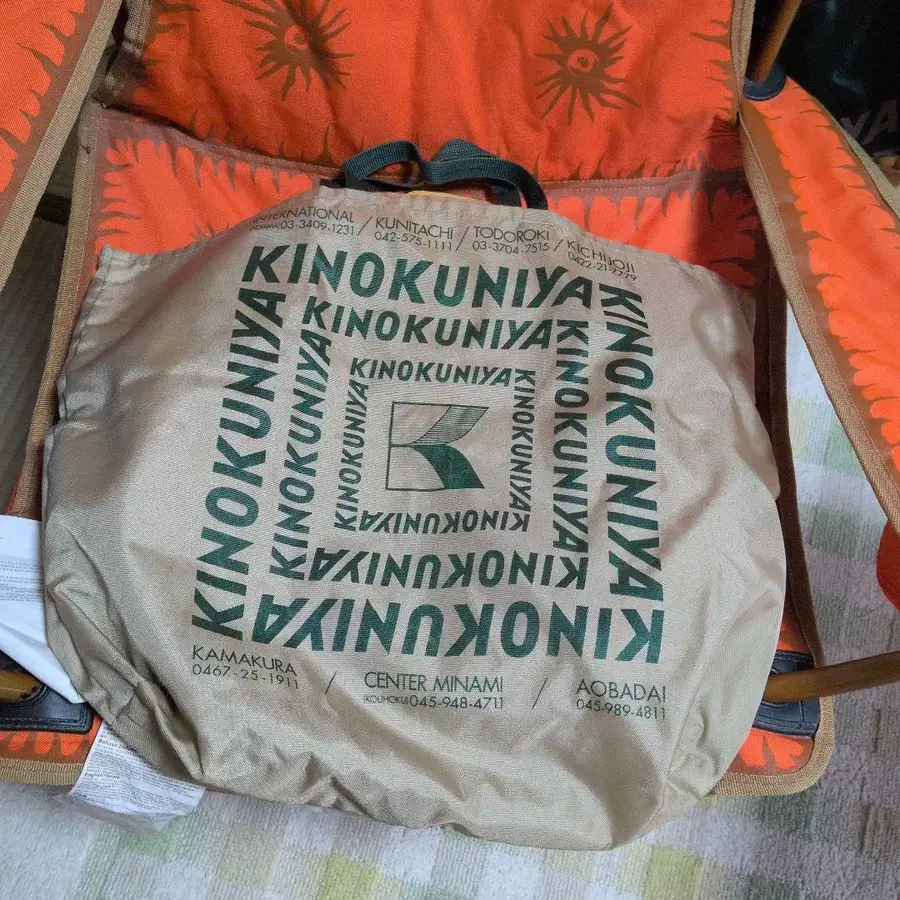 INTERNATIONAL / KUNITACHI / TODOROKI / KICHIJOJI
(AOYAMA) 03-3409-1231 / 042-575-1111 / 03-3704-7515 / 0422-21-7779
KINOKUNIYA
KINOKUNIYA
KINOKUNIYA
KINOKUNIYA
KINOKUNIYA
KINOKUNIYA
KINOKUNIYA
KINOKUNIYA
KINOKUNIYA
KINOKUNIYA
KINOKUNIYA
KINOKUNIYA
KAMAKURA / CENTER MINAMI / AOBADAI
0467-25-1911 (KOUHOKU) 045-948-4711 045-989-4811